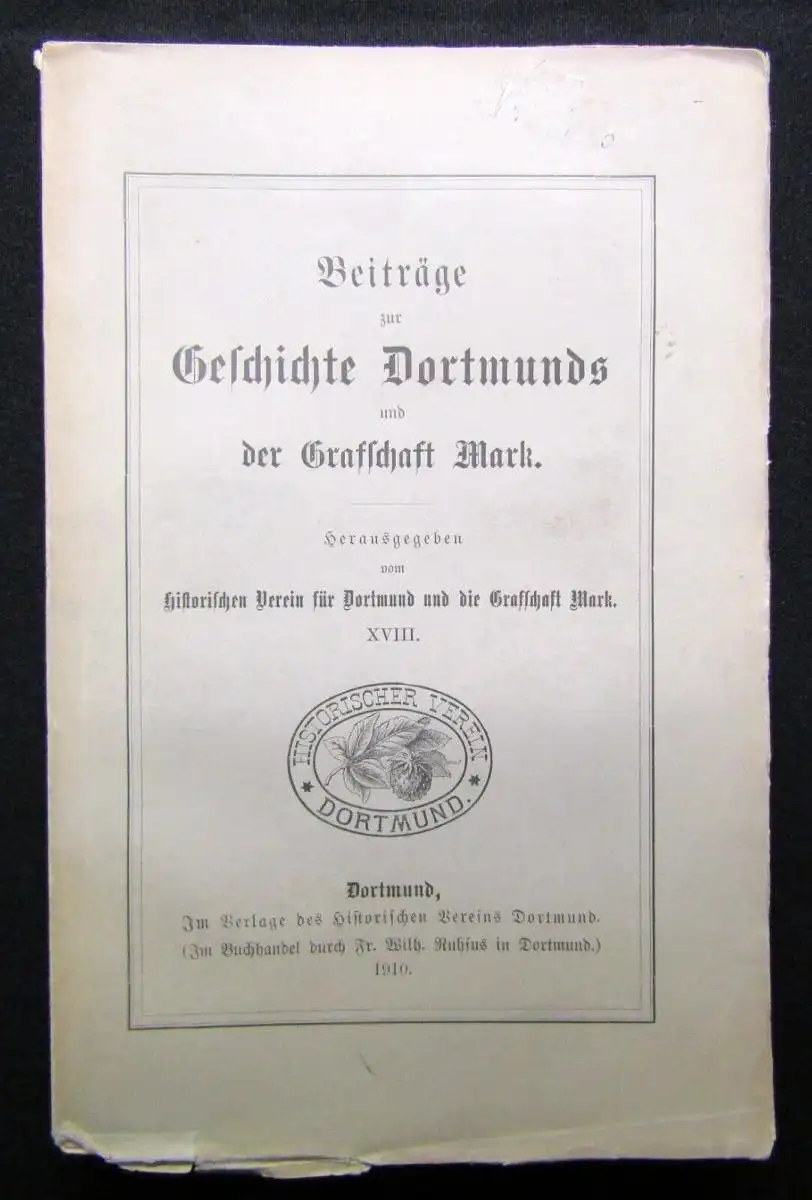 Beiträge
zur
Geſchichte Dortmunds
und
der Grafſchaft Mark.
Herausgegeben
vom
Hiſtoriſchen Verein für Dortmund und die Grafſchaft Mark.
XVIII.
HISTORISCHER VEREIN
DORTMUND.
Dortmund,
Im Verlage des Hiſtoriſchen Vereins Dortmund.
(Im Buchhandel durch Fr. Wilh. Ruhfus in Dortmund.)
1910.